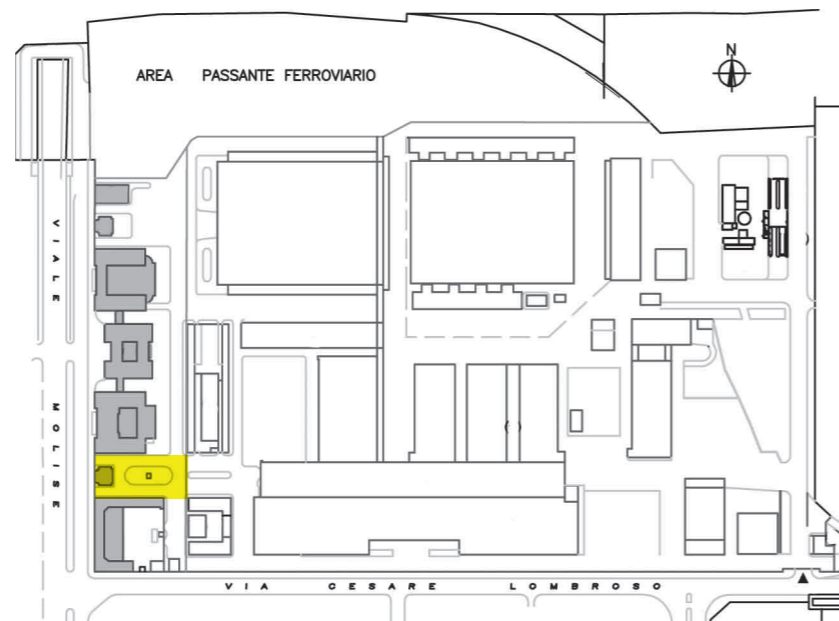 N
AREA PASSANTE FERROVIARIO
VIALE MOLISE
VIA CESARE LOMBROSO